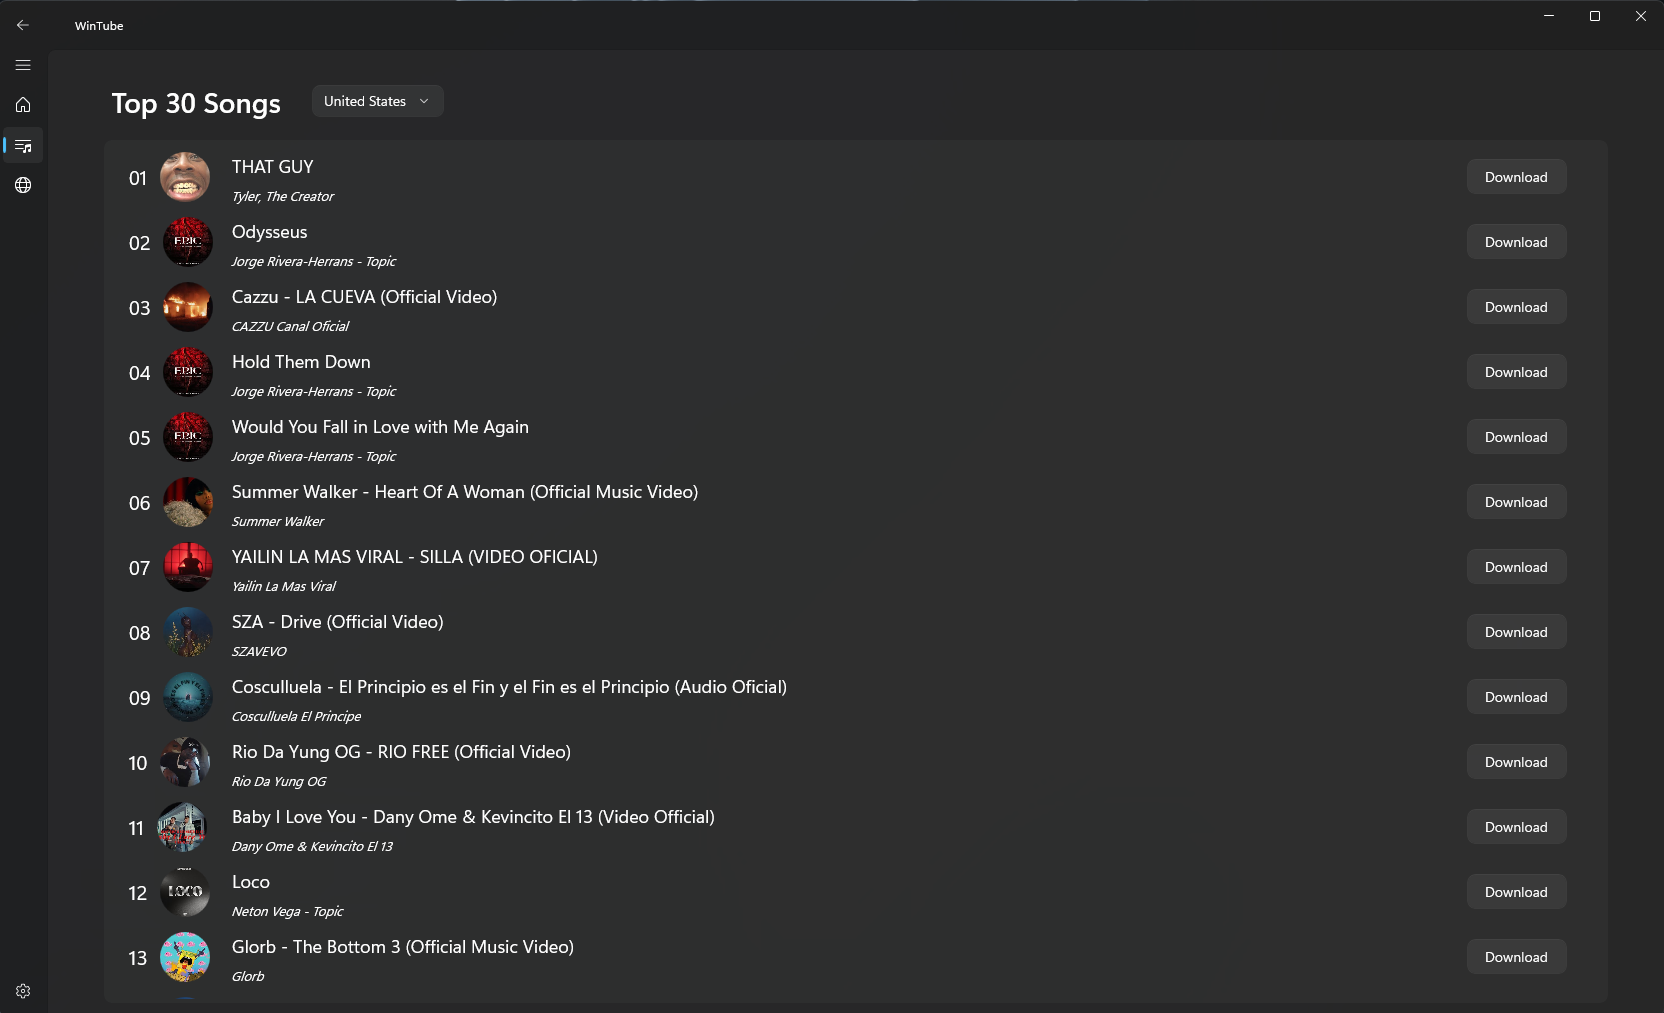 WinTube
Top 30 Songs
United States
01
THAT GUY
Tyler, The Creator
Download
02
EPIC
Odysseus
Jorge Rivera-Herrans - Topic
Download
03
Cazzu - LA CUEVA (Official Video)
CAZZU Canal Oficial
Download
04
EPIC
Hold Them Down
Jorge Rivera-Herrans - Topic
Download
05
EPIC
Would You Fall in Love with Me Again
Jorge Rivera-Herrans - Topic
Download
06
Summer Walker - Heart Of A Woman (Official Music Video)
Summer Walker
Download
07
YAILIN LA MAS VIRAL - SILLA (VIDEO OFICIAL)
Yailin La Mas Viral
Download
08
SZA - Drive (Official Video)
SZAVEVO
Download
09
Cosculluela - El Principio es el Fin y el Fin es el Principio (Audio Oficial)
Cosculluela El Principe
Download
10
Rio Da Yung OG - RIO FREE (Official Video)
Rio Da Yung OG
Download
11
Baby I Love You - Dany Ome & Kevincito El 13 (Video Official)
Dany Ome & Kevincito El 13
Download
12
LOCO
Loco
Neton Vega - Topic
Download
13
Glorb - The Bottom 3 (Official Music Video)
Glorb
Download